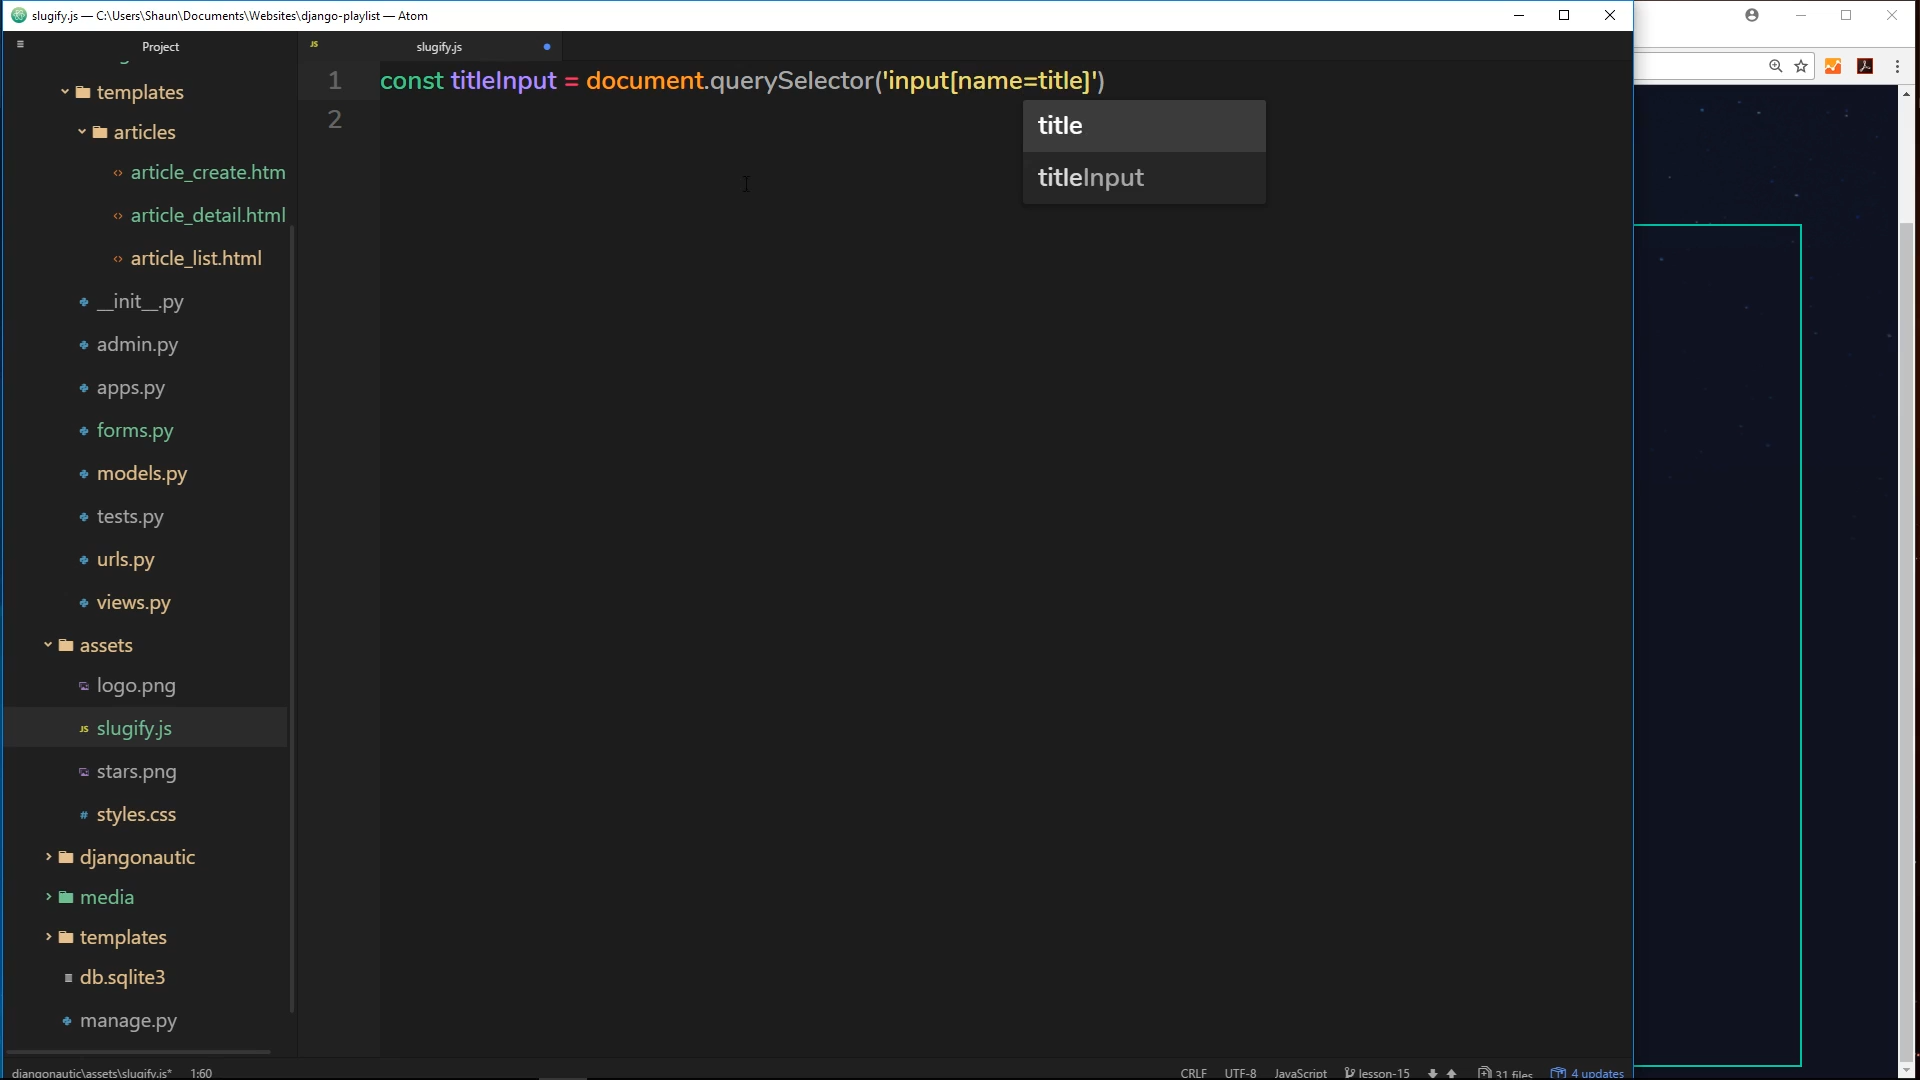 slugify.js — C:\Users\Shaun\Documents\Websites\django-playlist — Atom
Project
JS slugify.js
templates
articles
article_create.htm
article_detail.html
article_list.html
__init__.py
admin.py
apps.py
forms.py
models.py
tests.py
urls.py
views.py
assets
logo.png
JS slugify.js
stars.png
# styles.css
djangonautic
media
templates
db.sqlite3
manage.py
1 const titleInput = document.querySelector('input[name=title]')
2
title
titleInput
djangonautic\assets\slugify.js* 1:60
CRLF UTF-8 JavaScript lesson-15 31 files 4 updates